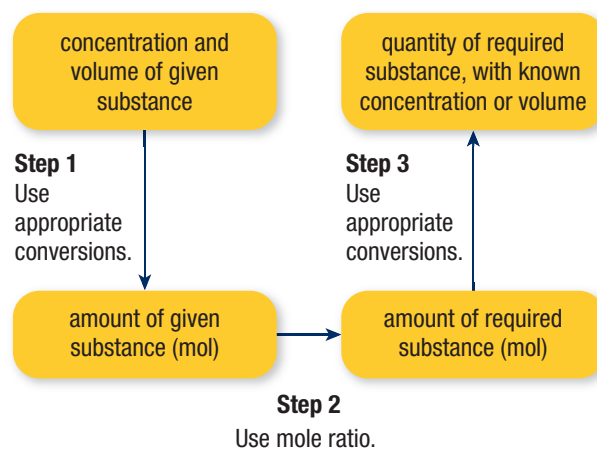 concentration and
volume of given
substance
quantity of required
substance, with known
concentration or volume
Step 1
Use
appropriate
conversions.
Step 3
Use
appropriate
conversions.
amount of given
substance (mol)
amount of required
substance (mol)
Step 2
Use mole ratio.